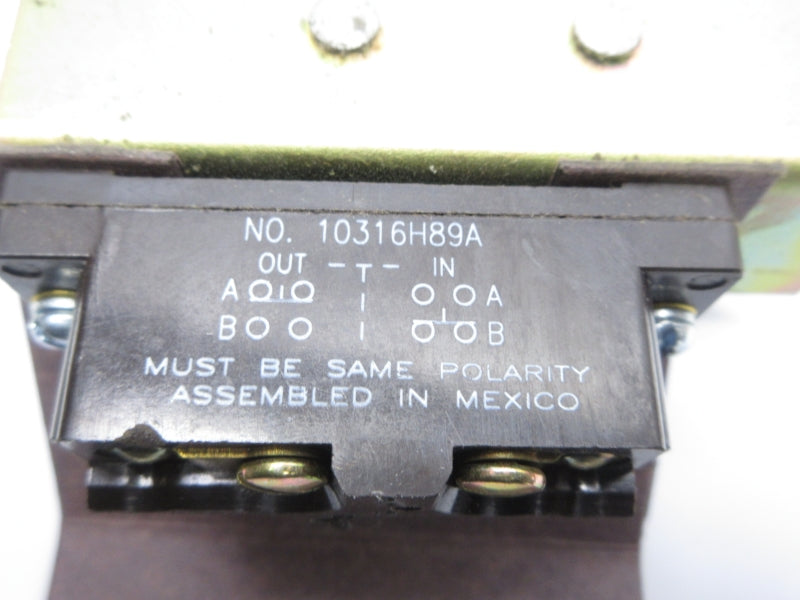 NO. 10316H89A
OUT -T- IN
A A
B B
MUST BE SAME POLARITY
ASSEMBLED IN MEXICO